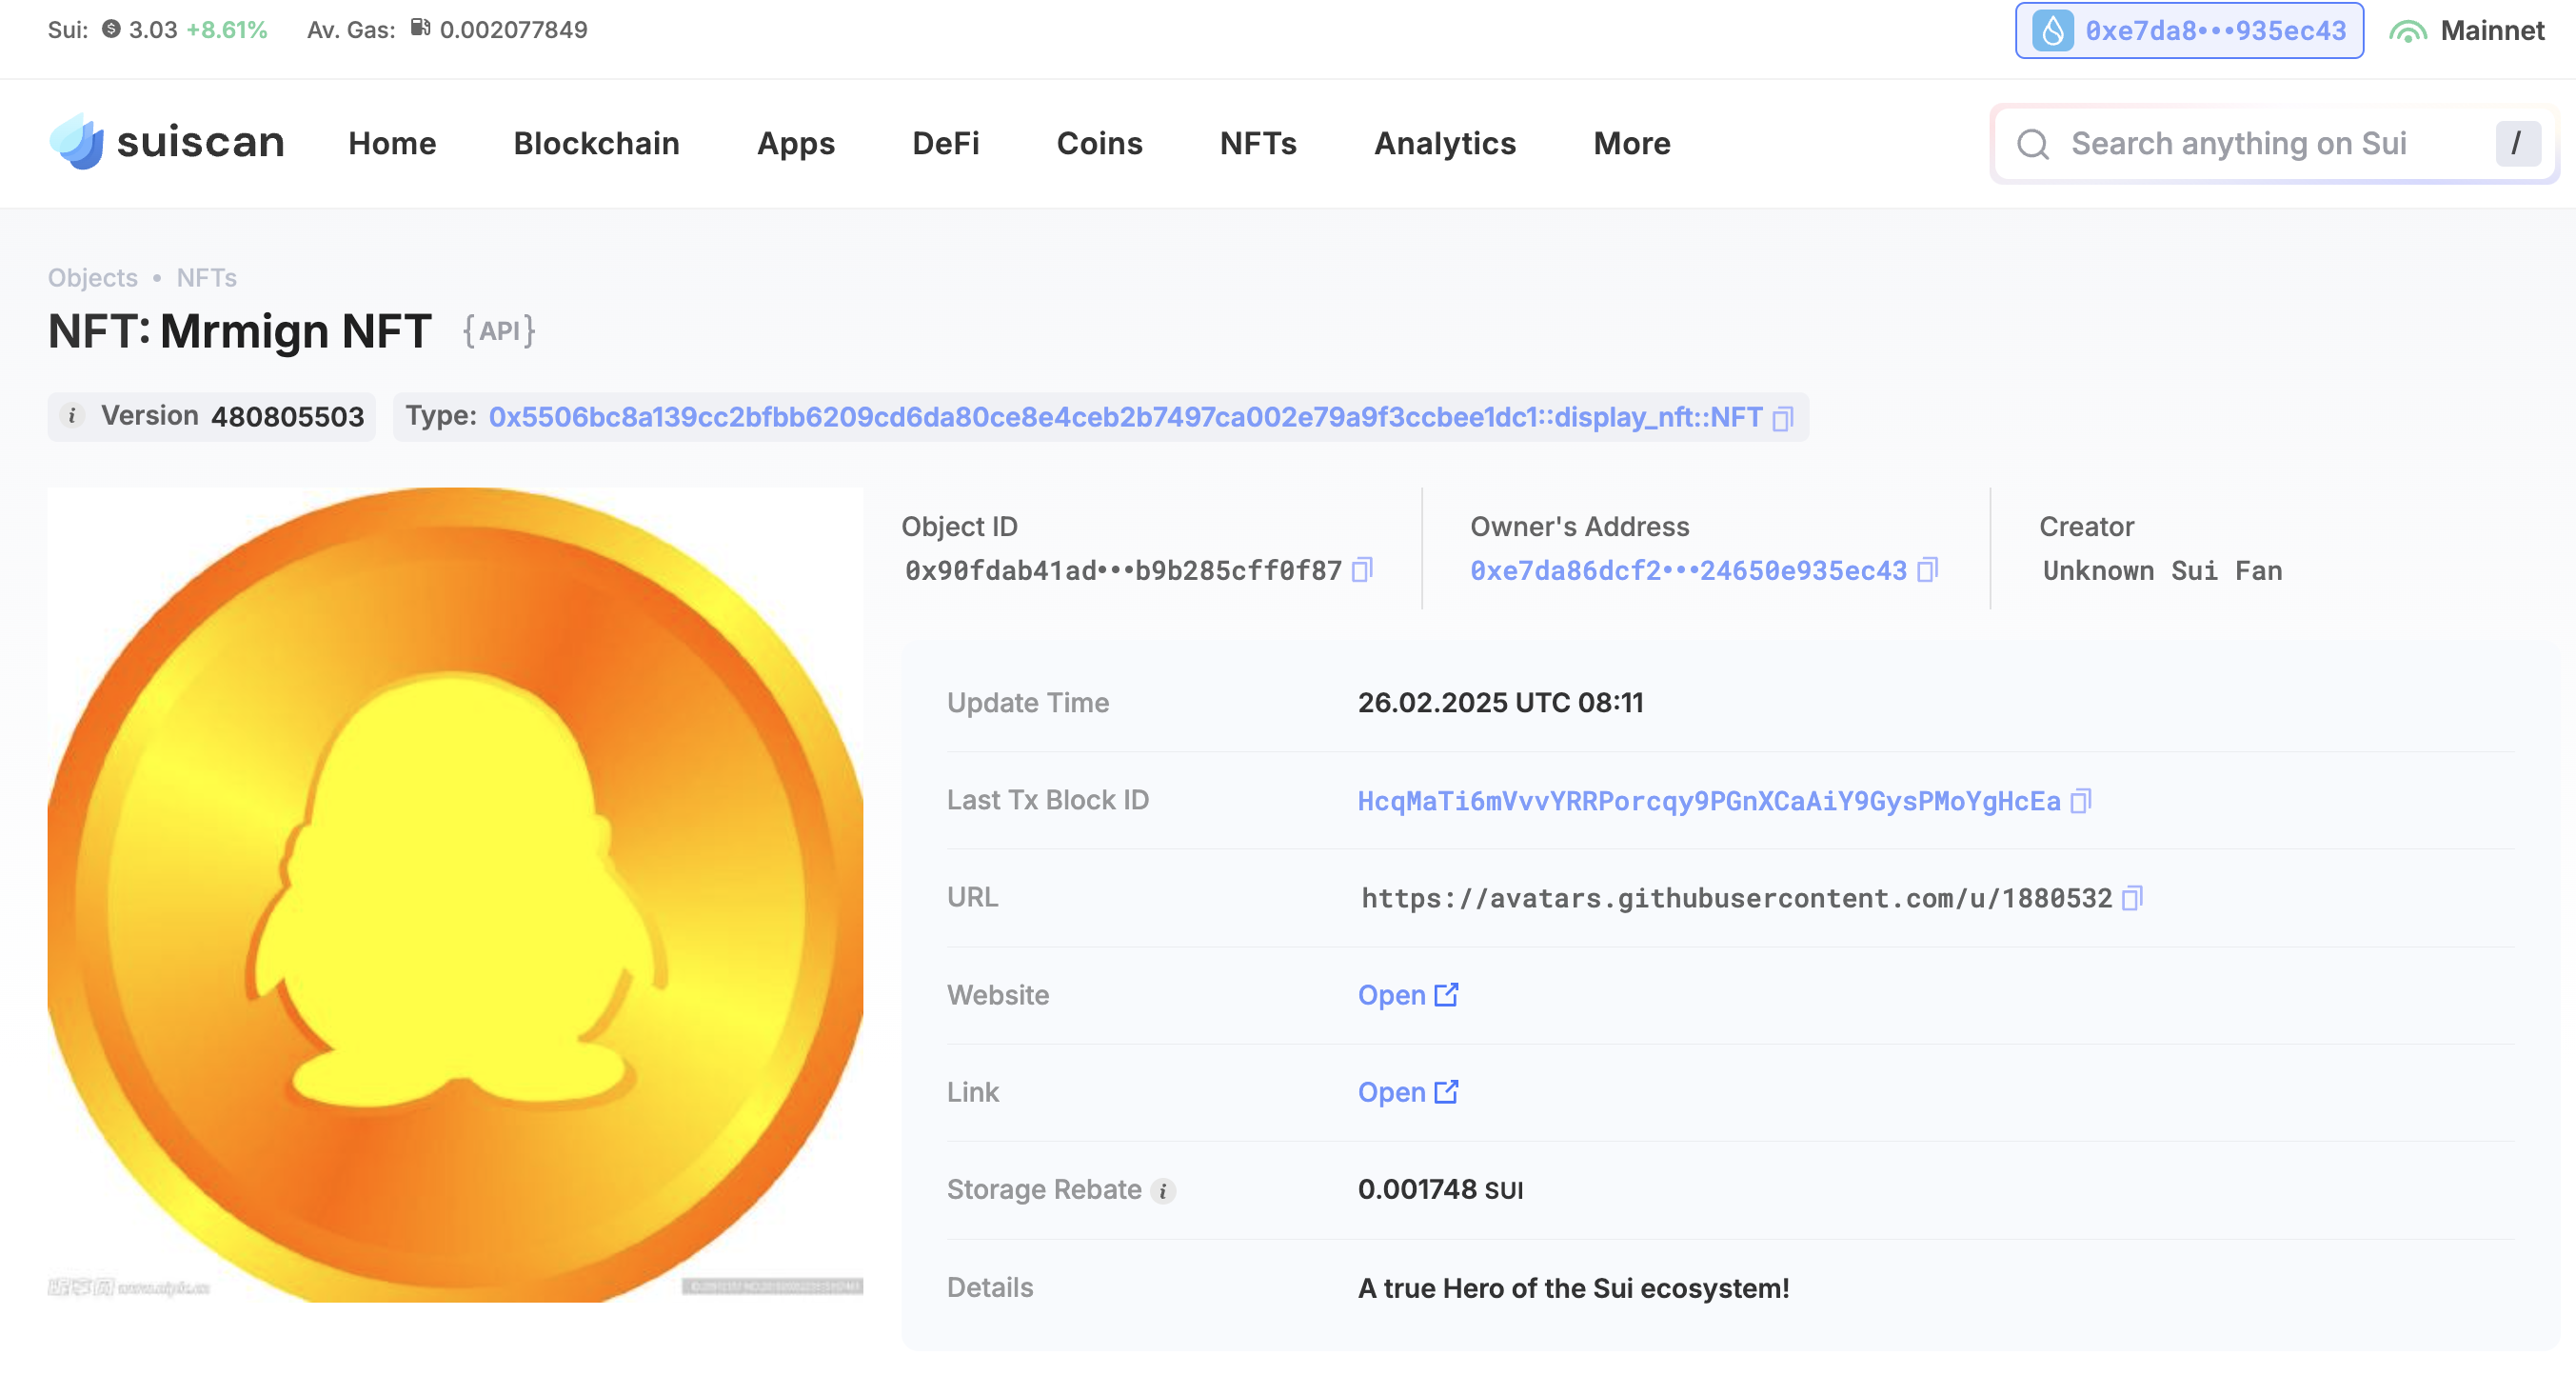 Sui: 3.03 +8.61% Av. Gas: 0.002077849
0xe7da8•••935ec43 Mainnet
suiscan Home Blockchain Apps DeFi Coins NFTs Analytics More
Search anything on Sui /
Objects • NFTs
NFT: Mrmign NFT {API}
i Version 480805503 Type: 0x5506bc8a139cc2bfbb6209cd6da80ce8e4ceb2b7497ca002e79a9f3ccbee1dc1::display_nft::NFT
Object ID
0x90fdab41ad•••b9b285cff0f87
Owner's Address
0xe7da86dcf2•••24650e935ec43
Creator
Unknown Sui Fan
Update Time 26.02.2025 UTC 08:11
Last Tx Block ID HcqMaTi6mVvvYRRPorcqy9PGnXCaAiY9GysPMoYgHcEa
URL https://avatars.githubusercontent.com/u/1880532
Website Open
Link Open
Storage Rebate i 0.001748 SUI
Details A true Hero of the Sui ecosystem!